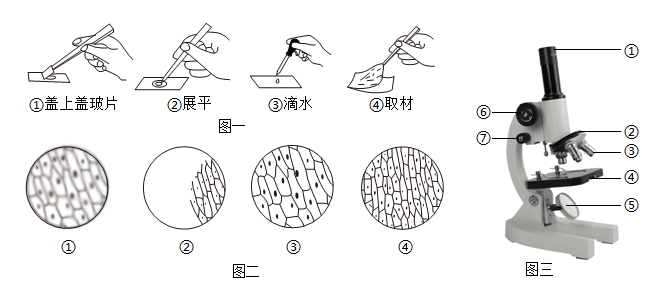 ①盖上盖玻片 ②展平 ③滴水 ④取材
图一
① ② ③ ④
图二
①
⑥
⑦
②
③
④
⑤
图三